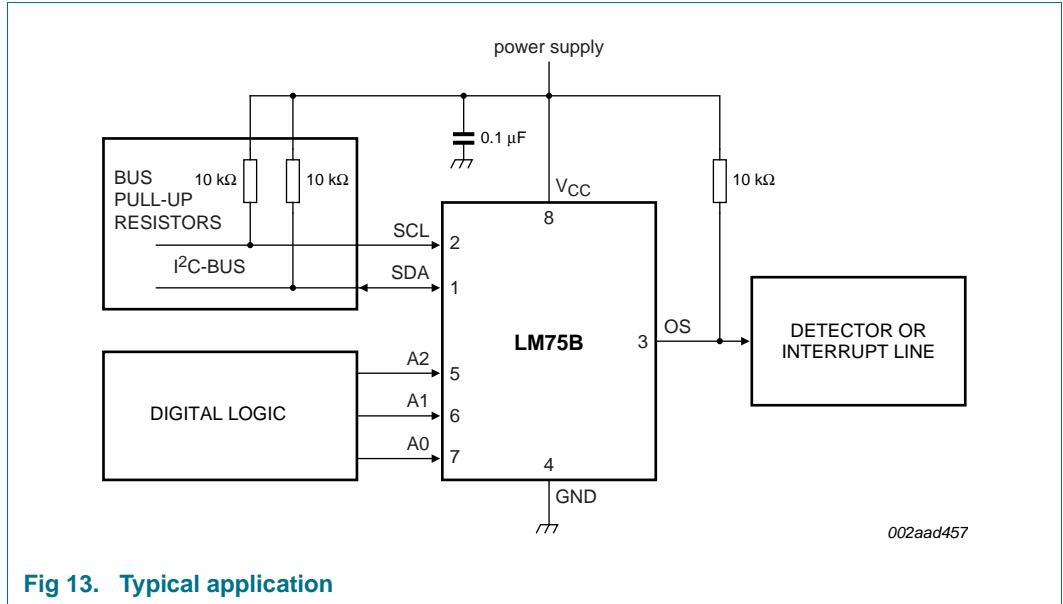 power supply
0.1 μF
BUS
PULL-UP
RESISTORS
10 kΩ
10 kΩ
10 kΩ
VCC
8
SCL
2
I2C-BUS
SDA
1
OS
3
LM75B
DETECTOR OR
INTERRUPT LINE
A2
5
DIGITAL LOGIC
A1
6
A0
7
4
GND
002aad457
Fig 13. Typical application